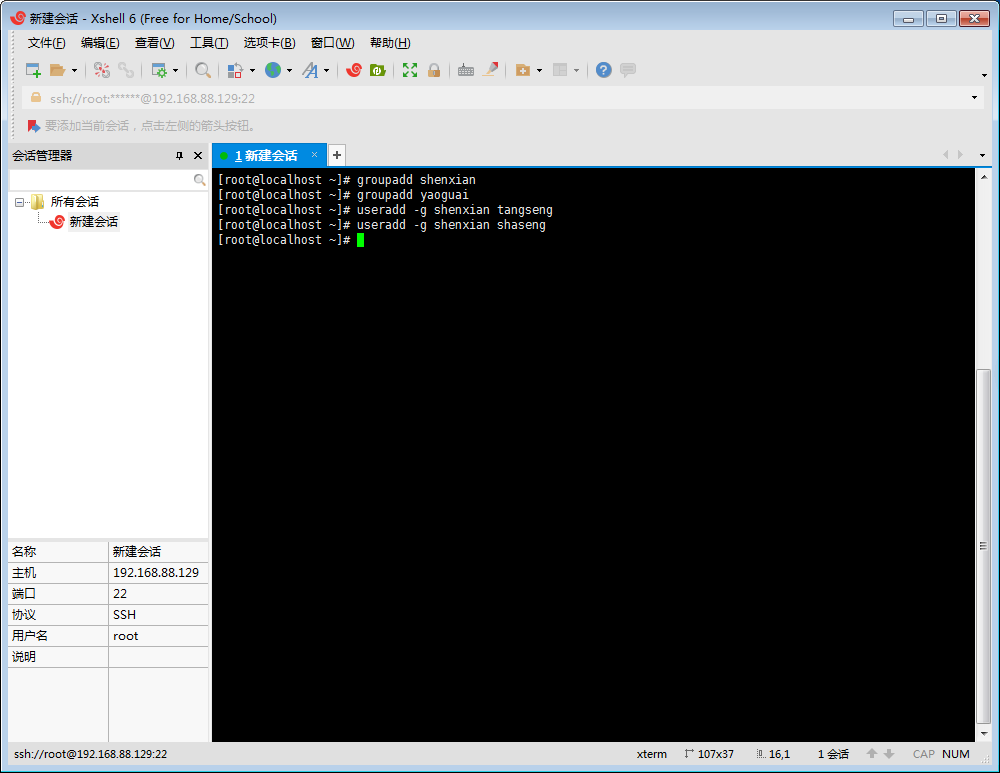 新建会话 - Xshell 6 (Free for Home/School)
文件(F) 编辑(E) 查看(V) 工具(T) 选项卡(B) 窗口(W) 帮助(H)
ssh://root:******@192.168.88.129:22
要添加当前会话，点击左侧的箭头按钮。
会话管理器
所有会话
新建会话
名称 新建会话
主机 192.168.88.129
端口 22
协议 SSH
用户名 root
说明
1 新建会话 × +
[root@localhost ~]# groupadd shenxian
[root@localhost ~]# groupadd yaoguai
[root@localhost ~]# useradd -g shenxian tangseng
[root@localhost ~]# useradd -g shenxian shaseng
[root@localhost ~]#
ssh://root@192.168.88.129:22 xterm 107x37 16,1 1 会话 CAP NUM